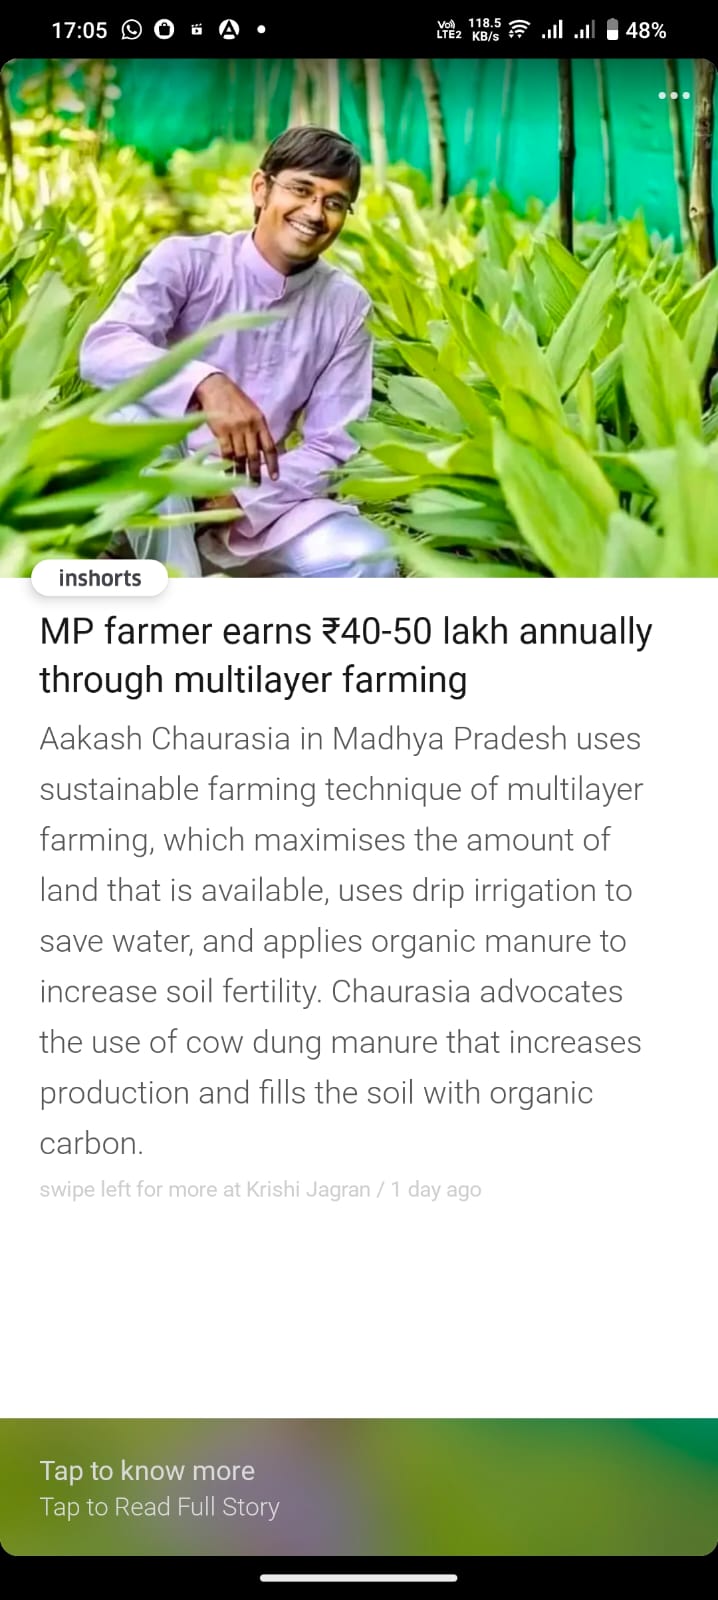 17:05
Vo))
LTE2
118.5
KB/s
48%
inshorts
MP farmer earns ₹40-50 lakh annually
through multilayer farming
Aakash Chaurasia in Madhya Pradesh uses
sustainable farming technique of multilayer
farming, which maximises the amount of
land that is available, uses drip irrigation to
save water, and applies organic manure to
increase soil fertility. Chaurasia advocates
the use of cow dung manure that increases
production and fills the soil with organic
carbon.
swipe left for more at Krishi Jagran / 1 day ago
Tap to know more
Tap to Read Full Story